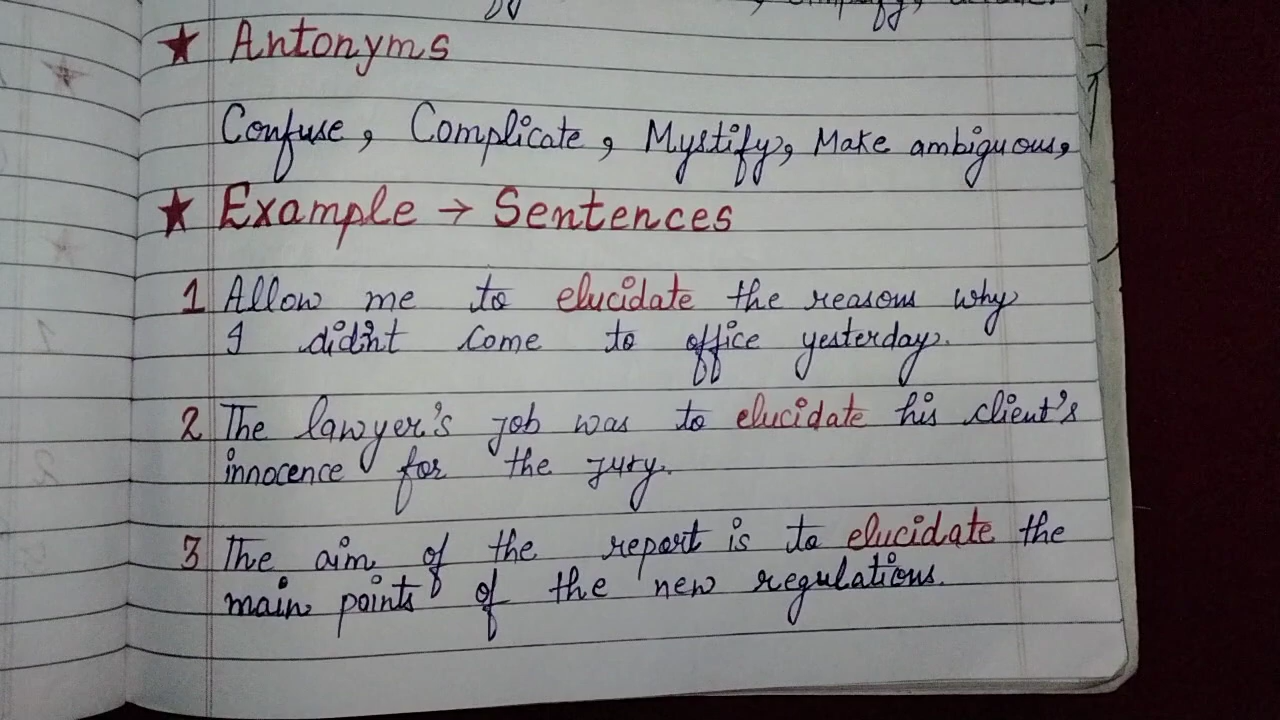 ★ Antonyms
Confuse, Complicate, Mystify, Make ambiguous,
★ Example → Sentences
1 Allow me to elucidate the reasons why
I didn't come to office yesterday.
2 The lawyer's job was to elucidate his client's
innocence for the jury.
3 The aim of the report is to elucidate the
main points of the new regulations.